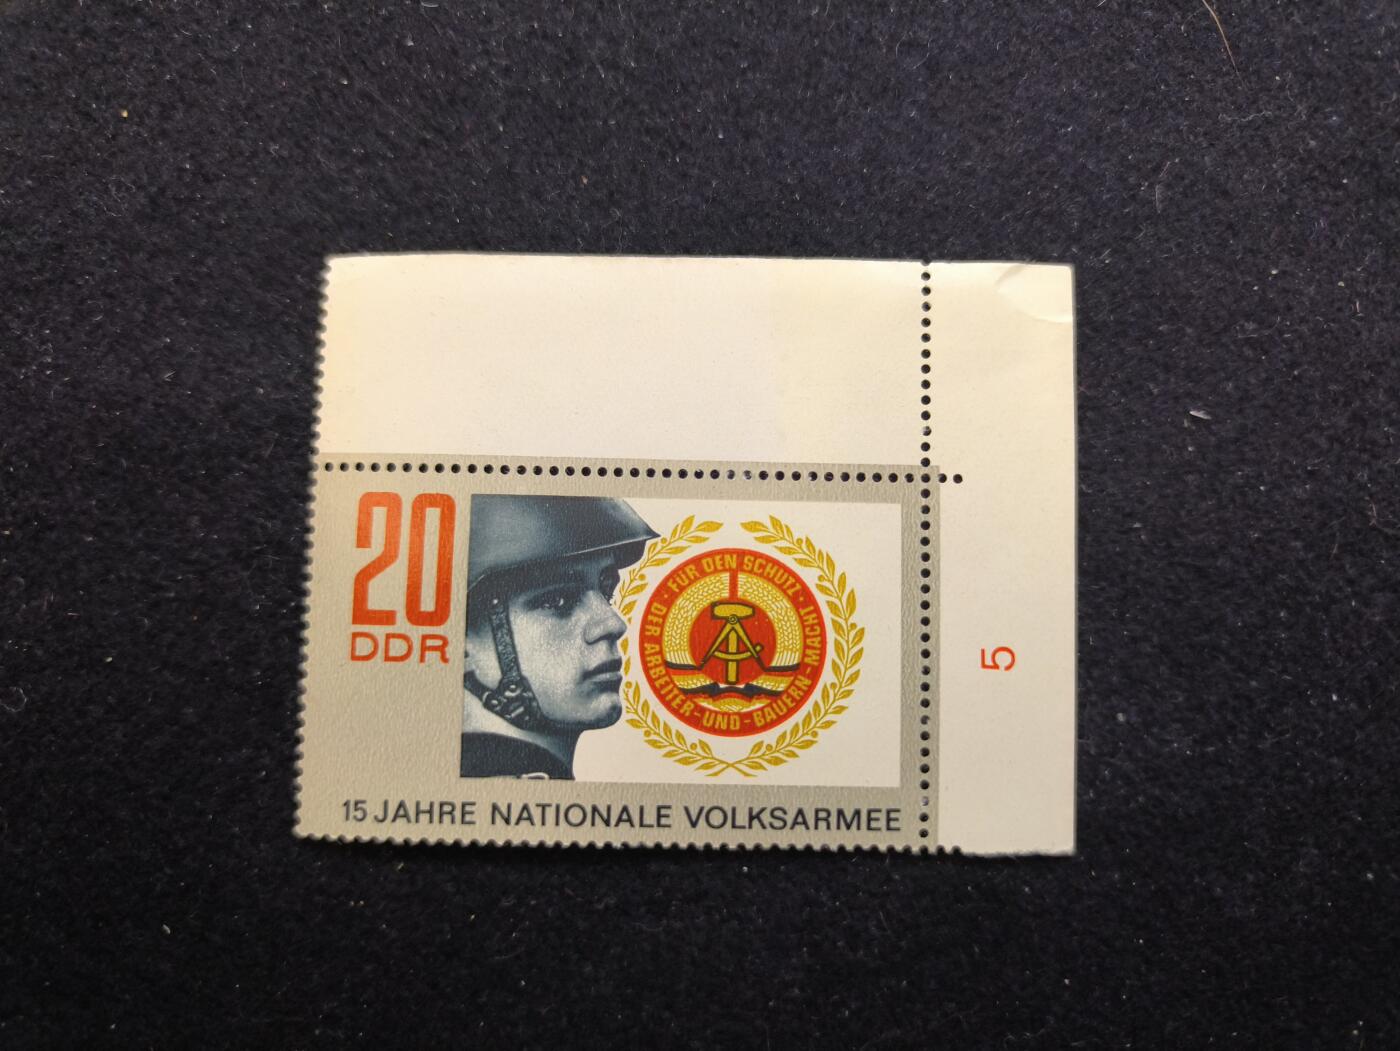 20
DDR
FÜR DEN SCHUTZ · DER ARBEITER-UND-BAUERN-MACHT ·
15 JAHRE NATIONALE VOLKSARMEE
5